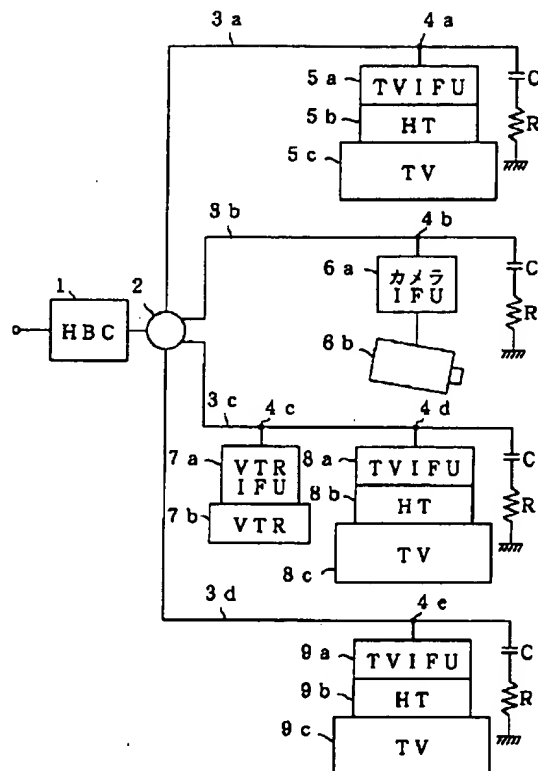 3a
4a
5a
TVIFU
C
5b
HT
R
5c
TV
3b
4b
6a
カメラ
IFU
C
R
6b
1
HBC
2
3c
4c
4d
7a
VTR
IFU
8a
TVIFU
C
7b
VTR
8b
HT
R
8c
TV
3d
4e
9a
TVIFU
C
9b
HT
R
9c
TV